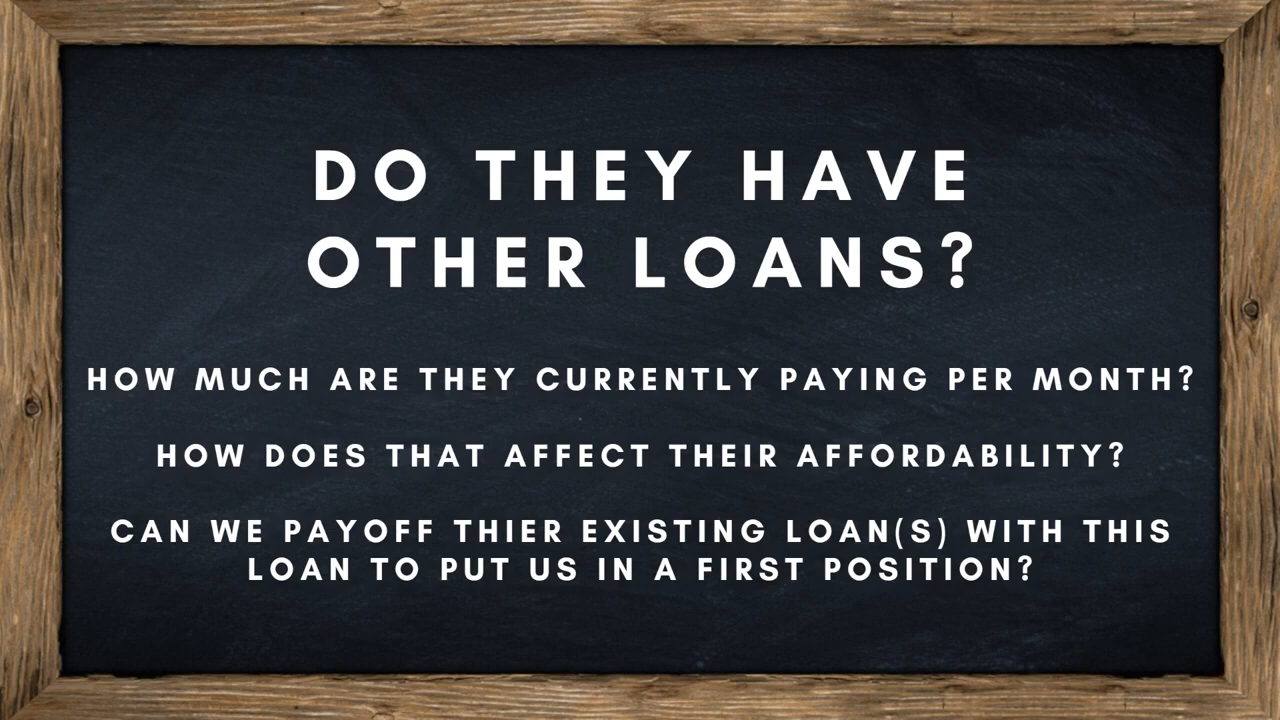 DO THEY HAVE
OTHER LOANS?
HOW MUCH ARE THEY CURRENTLY PAYING PER MONTH?
HOW DOES THAT AFFECT THEIR AFFORDABILITY?
CAN WE PAYOFF THIER EXISTING LOAN(S) WITH THIS
LOAN TO PUT US IN A FIRST POSITION?